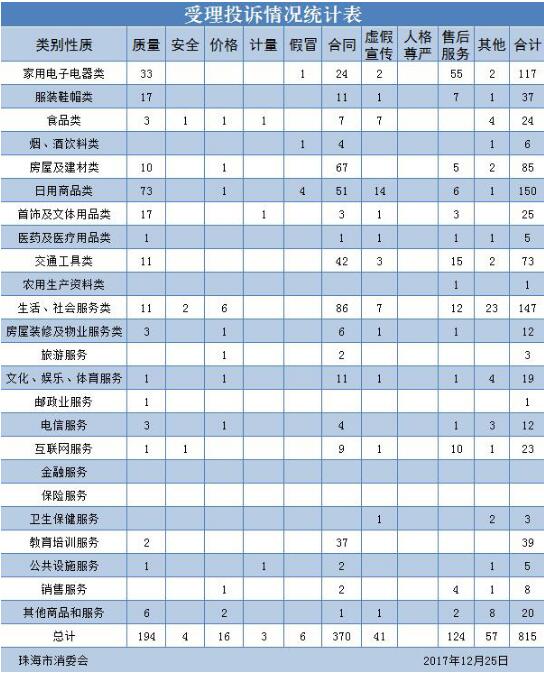 受理投诉情况统计表
类别性质 质量 安全 价格 计量 假冒 合同 虚假宣传 人格尊严 售后服务 其他 合计
家用电子电器类 33 1 24 2 55 2 117
服装鞋帽类 17 11 1 7 1 37
食品类 3 1 1 1 7 7 4 24
烟、酒饮料类 1 4 1 6
房屋及建材类 10 1 67 5 2 85
日用商品类 73 1 4 51 14 6 1 150
首饰及文体用品类 17 1 3 1 3 25
医药及医疗用品类 1 1 1 1 1 5
交通工具类 11 42 3 15 2 73
农用生产资料类 1 1
生活、社会服务类 11 2 6 86 7 12 23 147
房屋装修及物业服务类 3 1 6 1 1 12
旅游服务 1 2 3
文化、娱乐、体育服务 1 1 11 1 1 4 19
邮政业服务 1 1
电信服务 3 1 4 1 3 12
互联网服务 1 1 9 1 10 1 23
金融服务
保险服务
卫生保健服务 1 2 3
教育培训服务 2 37 39
公共设施服务 1 1 2 1 5
销售服务 1 2 4 1 8
其他商品和服务 6 2 1 1 2 8 20
总计 194 4 16 3 6 370 41 124 57 815
珠海市消委会 2017年12月25日